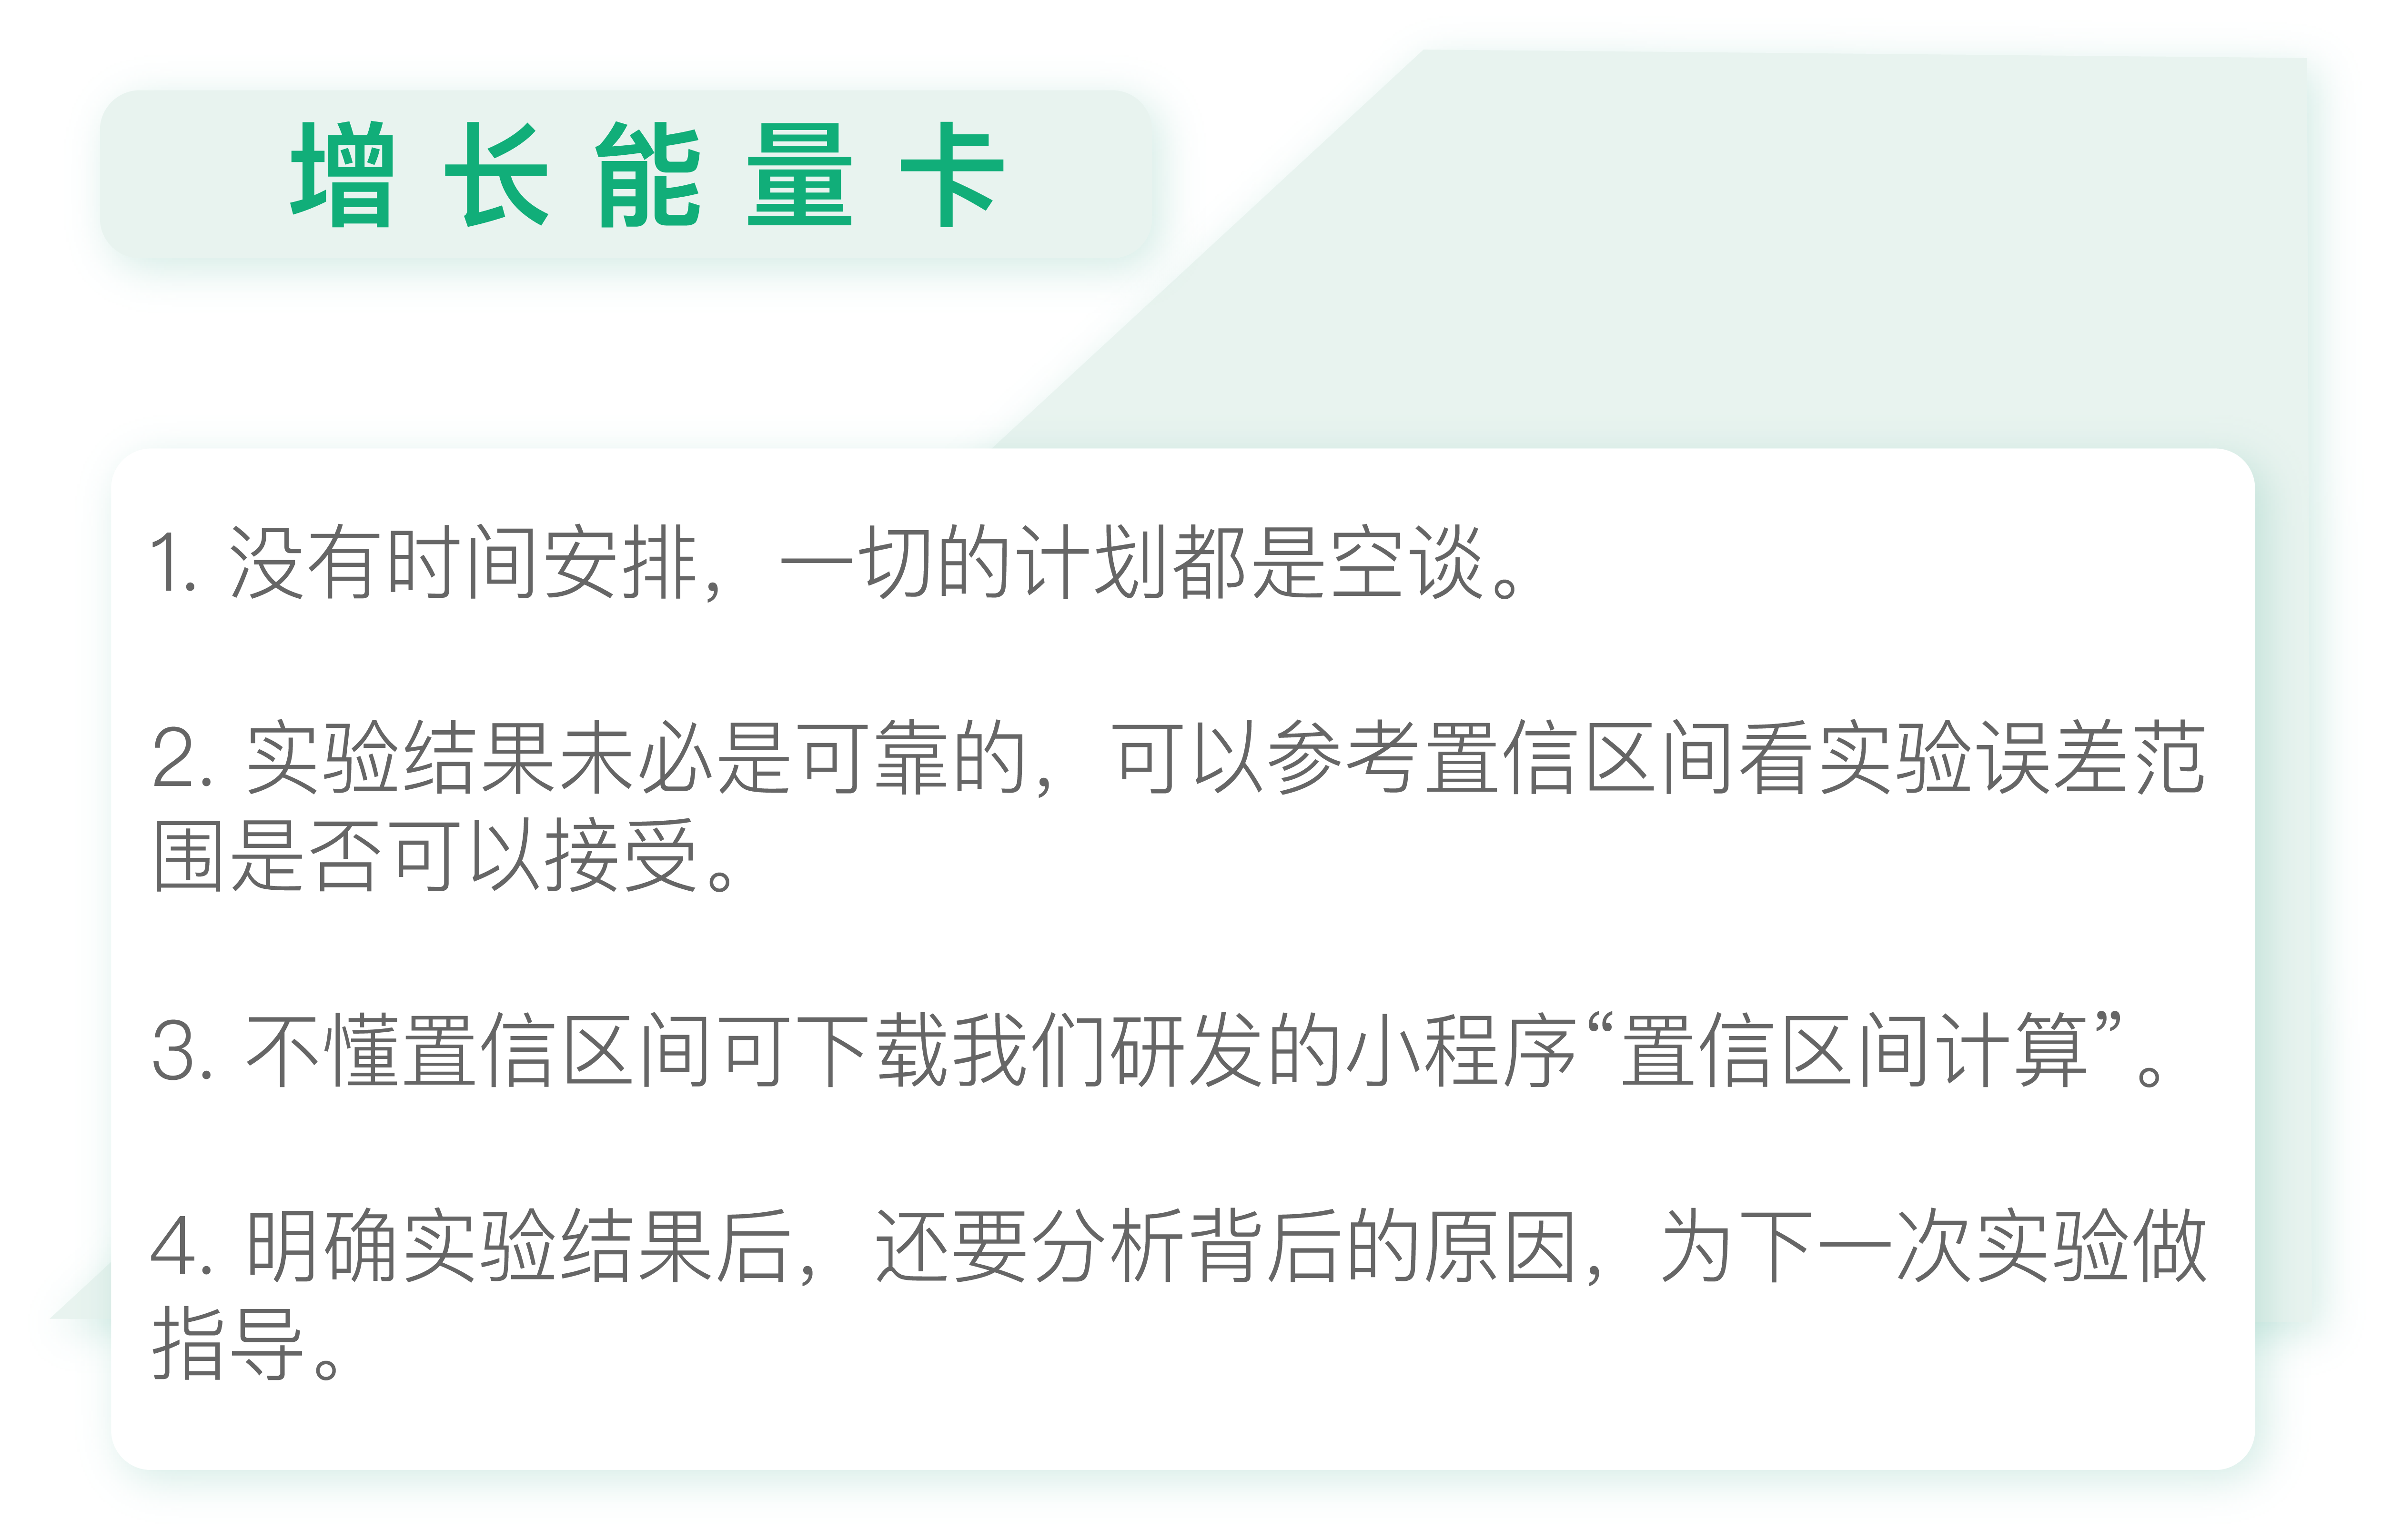 增长能量卡
1. 没有时间安排，一切的计划都是空谈。
2. 实验结果未必是可靠的，可以参考置信区间看实验误差范
围是否可以接受。
3. 不懂置信区间可下载我们研发的小程序“置信区间计算”。
4. 明确实验结果后，还要分析背后的原因，为下一次实验做
指导。